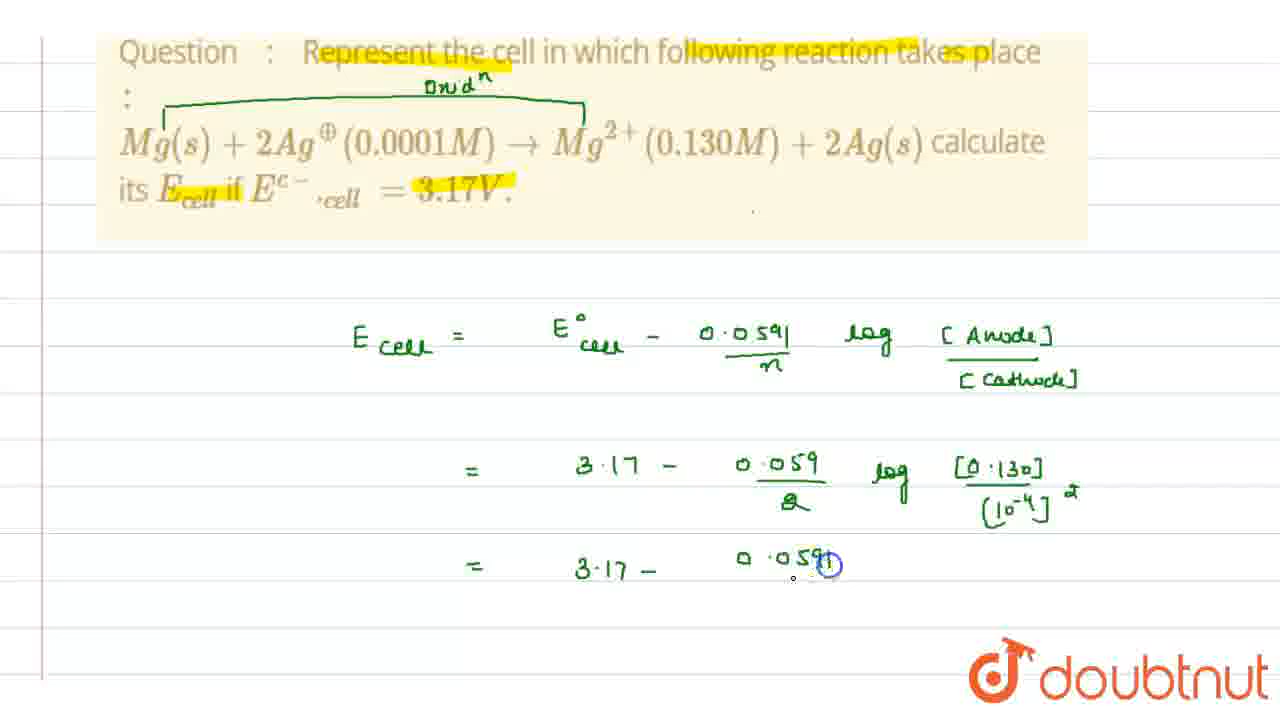 Question : Represent the cell in which following reaction takes place
:
oxidⁿ
Mg(s) + 2Ag^⊕(0.0001M) → Mg²⁺(0.130M) + 2Ag(s) calculate
its E_cell if E^{c−}._cell = 3.17V.
E cell = E° cell − 0.0591/n log [Anode]/[Cathode]
= 3.17 − 0.059/2 log [0.130]/[10⁻⁴]²
= 3.17 − 0.0591
doubtnut